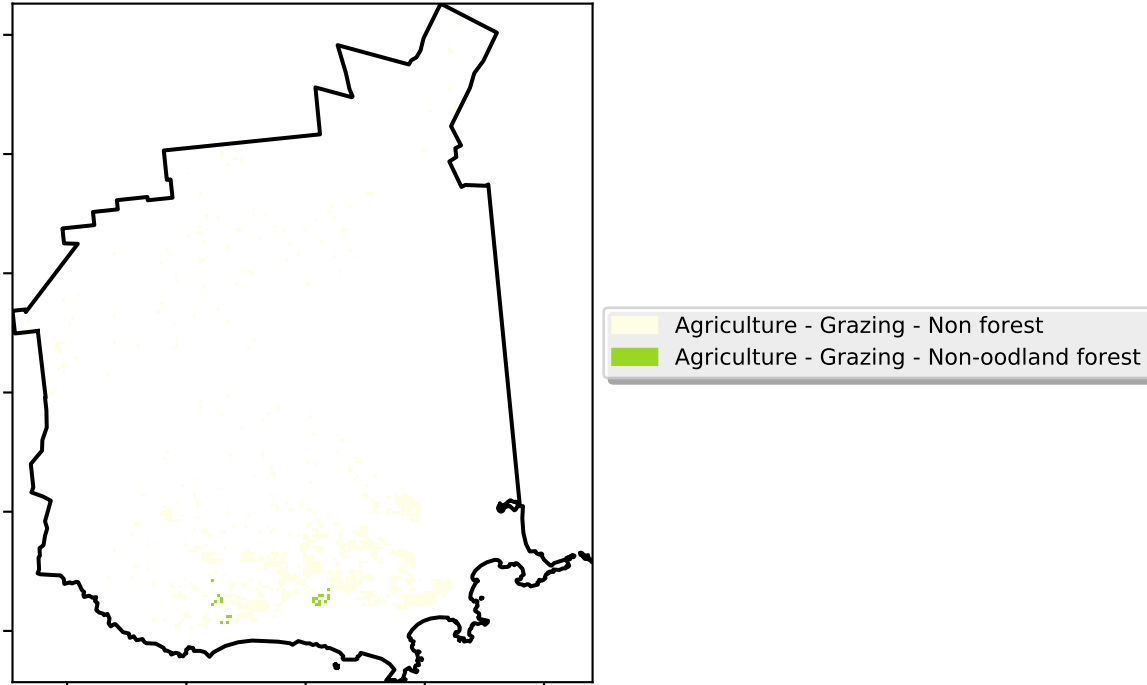 Agriculture - Grazing - Non forest
Agriculture - Grazing - Non-oodland forest